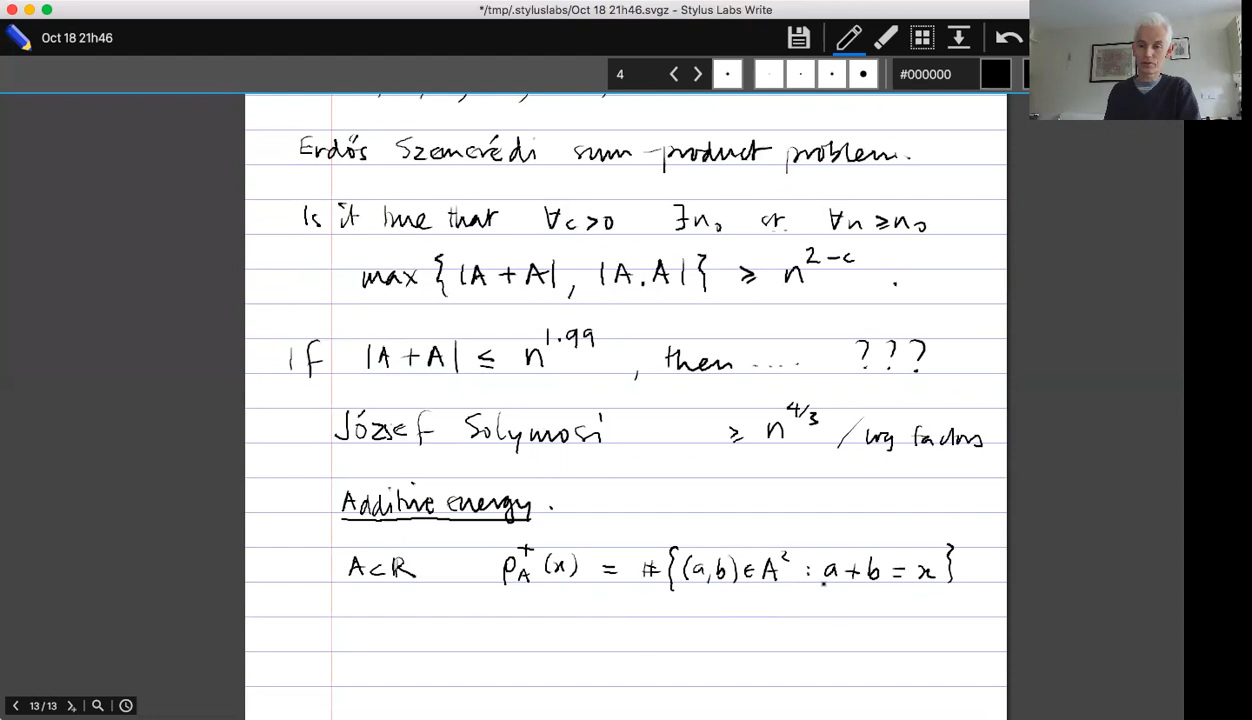 */tmp/.styluslabs/Oct 18 21h46.svgz - Stylus Labs Write
Oct 18 21h46
4
#000000
Erdős Szemerédi sum-product problem.
Is it true that ∀c>0 ∃n₀ st. ∀n ≥ n₀
max {|A+A|, |A.A|} ≥ n^{2-c} .
If |A+A| ≤ n^{1.99}, then .... ???
József Solymosi ≥ n^{4/3} / log factors
Additive energy.
A⊂ℝ ρ_A^+(x) = #{(a,b)∈A² : a+b = x}
13/13